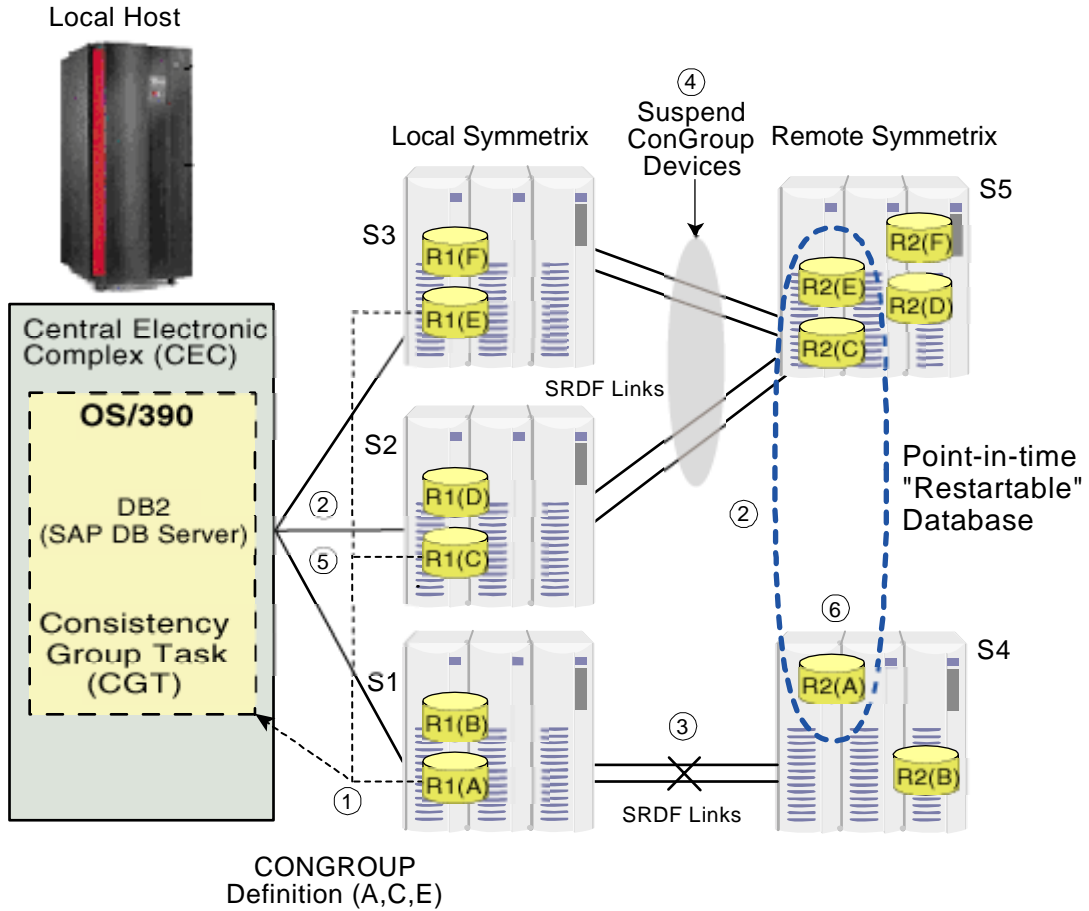 Local Host
④
Suspend
ConGroup
Devices
Local Symmetrix
Remote Symmetrix
S5
S3
R1(F)
R1(E)
R2(F)
R2(E)
R2(D)
R2(C)
Central Electronic
Complex (CEC)
OS/390
DB2
(SAP DB Server)
Consistency
Group Task
(CGT)
SRDF Links
S2
R1(D)
R1(C)
②
⑤
②
Point-in-time
"Restartable"
Database
⑥
S4
S1
R1(B)
R1(A)
R2(A)
R2(B)
③
SRDF Links
①
CONGROUP
Definition (A,C,E)